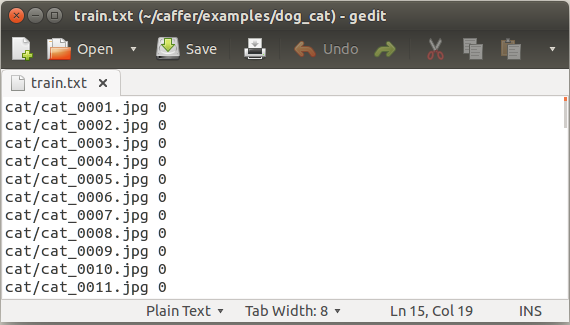 train.txt (~/caffer/examples/dog_cat) - gedit
Open Save Undo
train.txt
cat/cat_0001.jpg 0
cat/cat_0002.jpg 0
cat/cat_0003.jpg 0
cat/cat_0004.jpg 0
cat/cat_0005.jpg 0
cat/cat_0006.jpg 0
cat/cat_0007.jpg 0
cat/cat_0008.jpg 0
cat/cat_0009.jpg 0
cat/cat_0010.jpg 0
cat/cat_0011.jpg 0
Plain Text Tab Width: 8 Ln 15, Col 19 INS